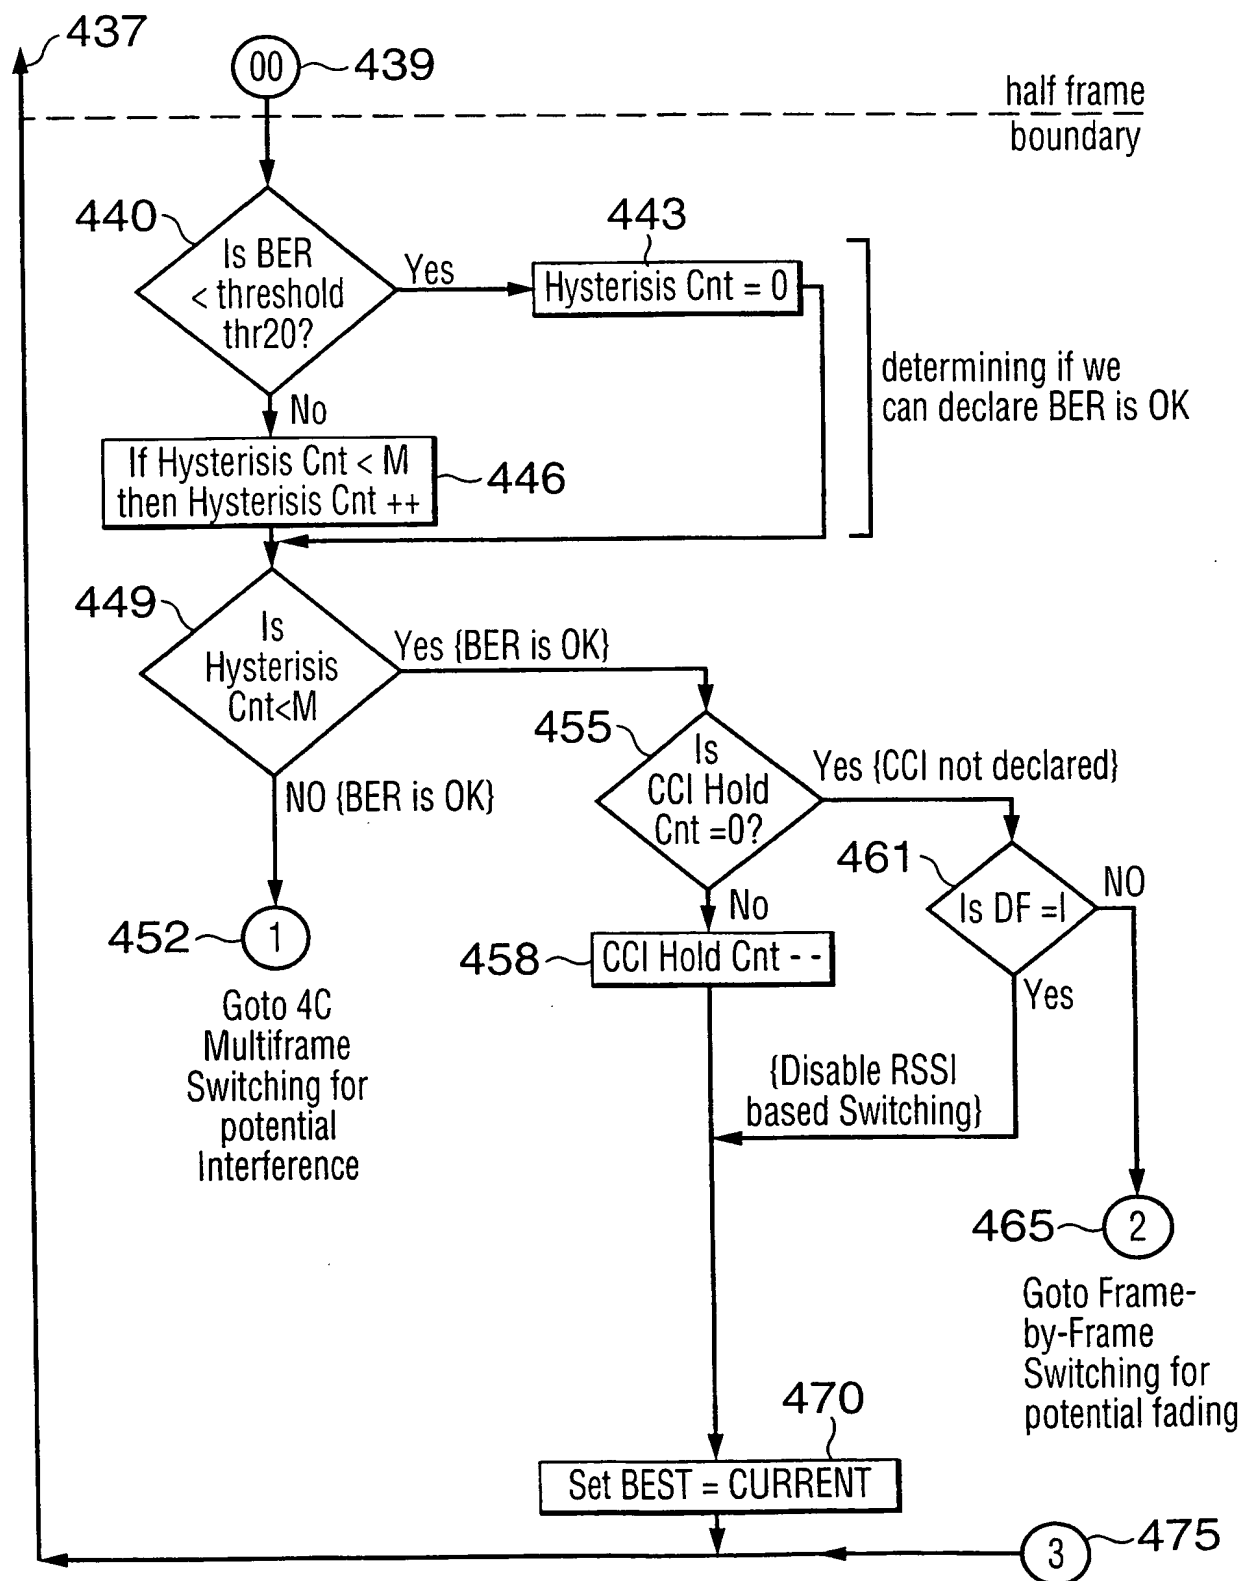 437
00
439
half frame
boundary
440
Is BER
< threshold
thr20?
Yes
443
Hysterisis Cnt = 0
determining if we
can declare BER is OK
No
If Hysterisis Cnt < M
then Hysterisis Cnt ++
446
449
Is
Hysterisis
Cnt<M
Yes {BER is OK}
NO {BER is OK}
455
Is
CCI Hold
Cnt =0?
Yes {CCI not declared}
461
Is DF =I
NO
No
452
1
458
CCI Hold Cnt - -
Yes
Goto 4C
Multiframe
Switching for
potential
Interference
{Disable RSSI
based Switching}
465
2
Goto Frame-
by-Frame
Switching for
potential fading
470
Set BEST = CURRENT
3
475